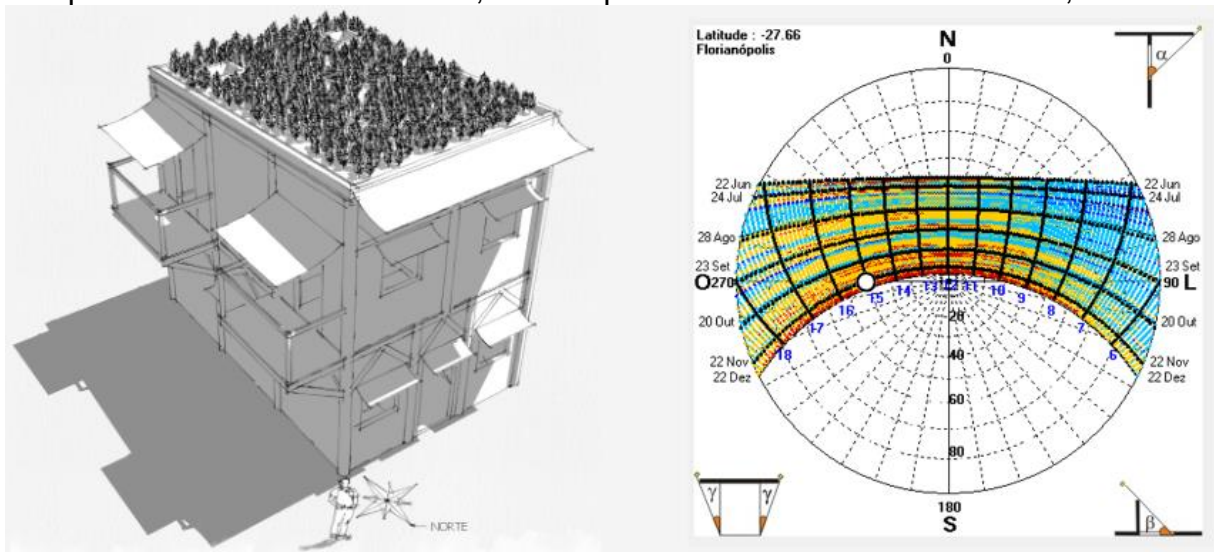 NORTE
Latitude : -27.66
Florianópolis
N
0
α
22 Jun
24 Jul
28 Ago
23 Set
O 270
20 Out
22 Nov
22 Dez
22 Jun
24 Jul
28 Ago
23 Set
90 L
20 Out
22 Nov
22 Dez
18 17 16 15 14 13 12 11 10 9 8 7 6
20
40
60
80
180
S
γ γ
β